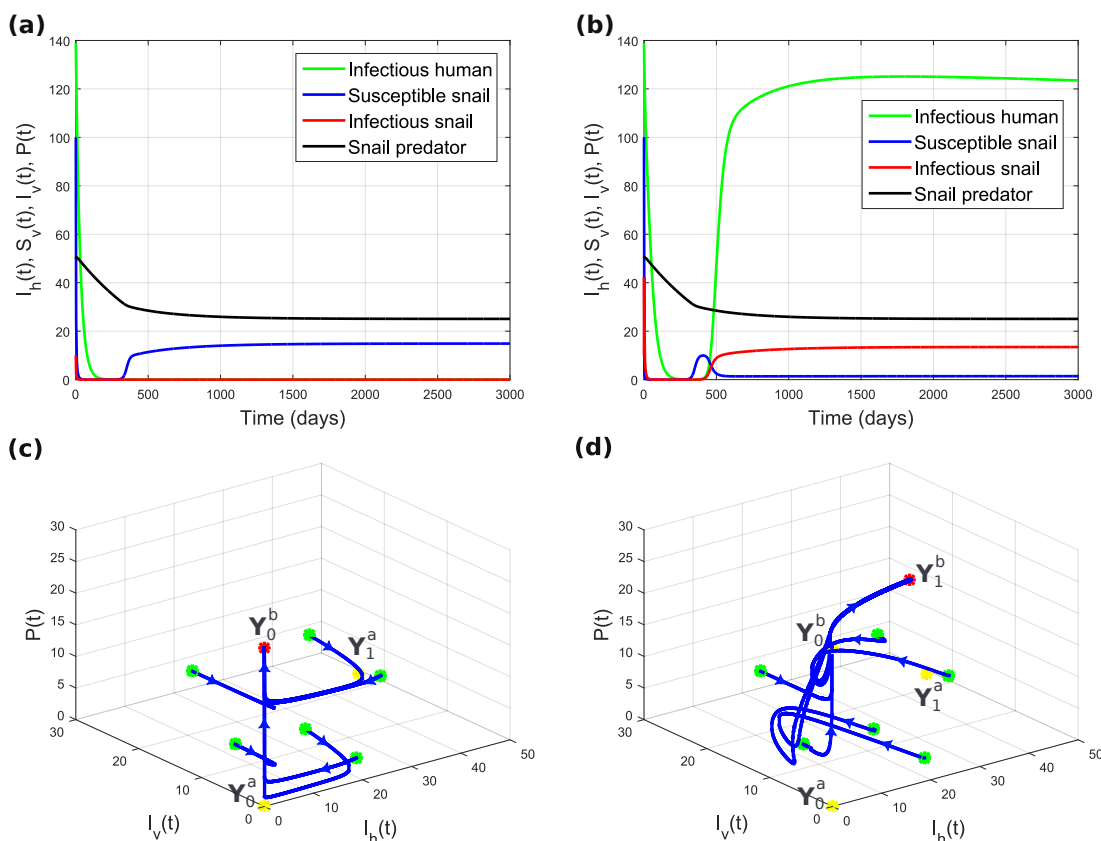 (a)
I_h(t), S_v(t), I_v(t), P(t)
140
120
100
80
60
40
20
0
Infectious human
Susceptible snail
Infectious snail
Snail predator
0 500 1000 1500 2000 2500 3000
Time (days)
(b)
I_h(t), S_v(t), I_v(t), P(t)
140
120
100
80
60
40
20
0
Infectious human
Susceptible snail
Infectious snail
Snail predator
0 500 1000 1500 2000 2500 3000
Time (days)
(c)
P(t)
30
25
20
15
10
5
0
Y_0^b
Y_1^a
Y_0^a
30
20
10
0
I_v(t)
0 10 20 30 40 50
I_h(t)
(d)
P(t)
30
25
20
15
10
5
0
Y_1^b
Y_0^b
Y_1^a
Y_0^a
30
20
10
0
I_v(t)
0 10 20 30 40 50
I_h(t)